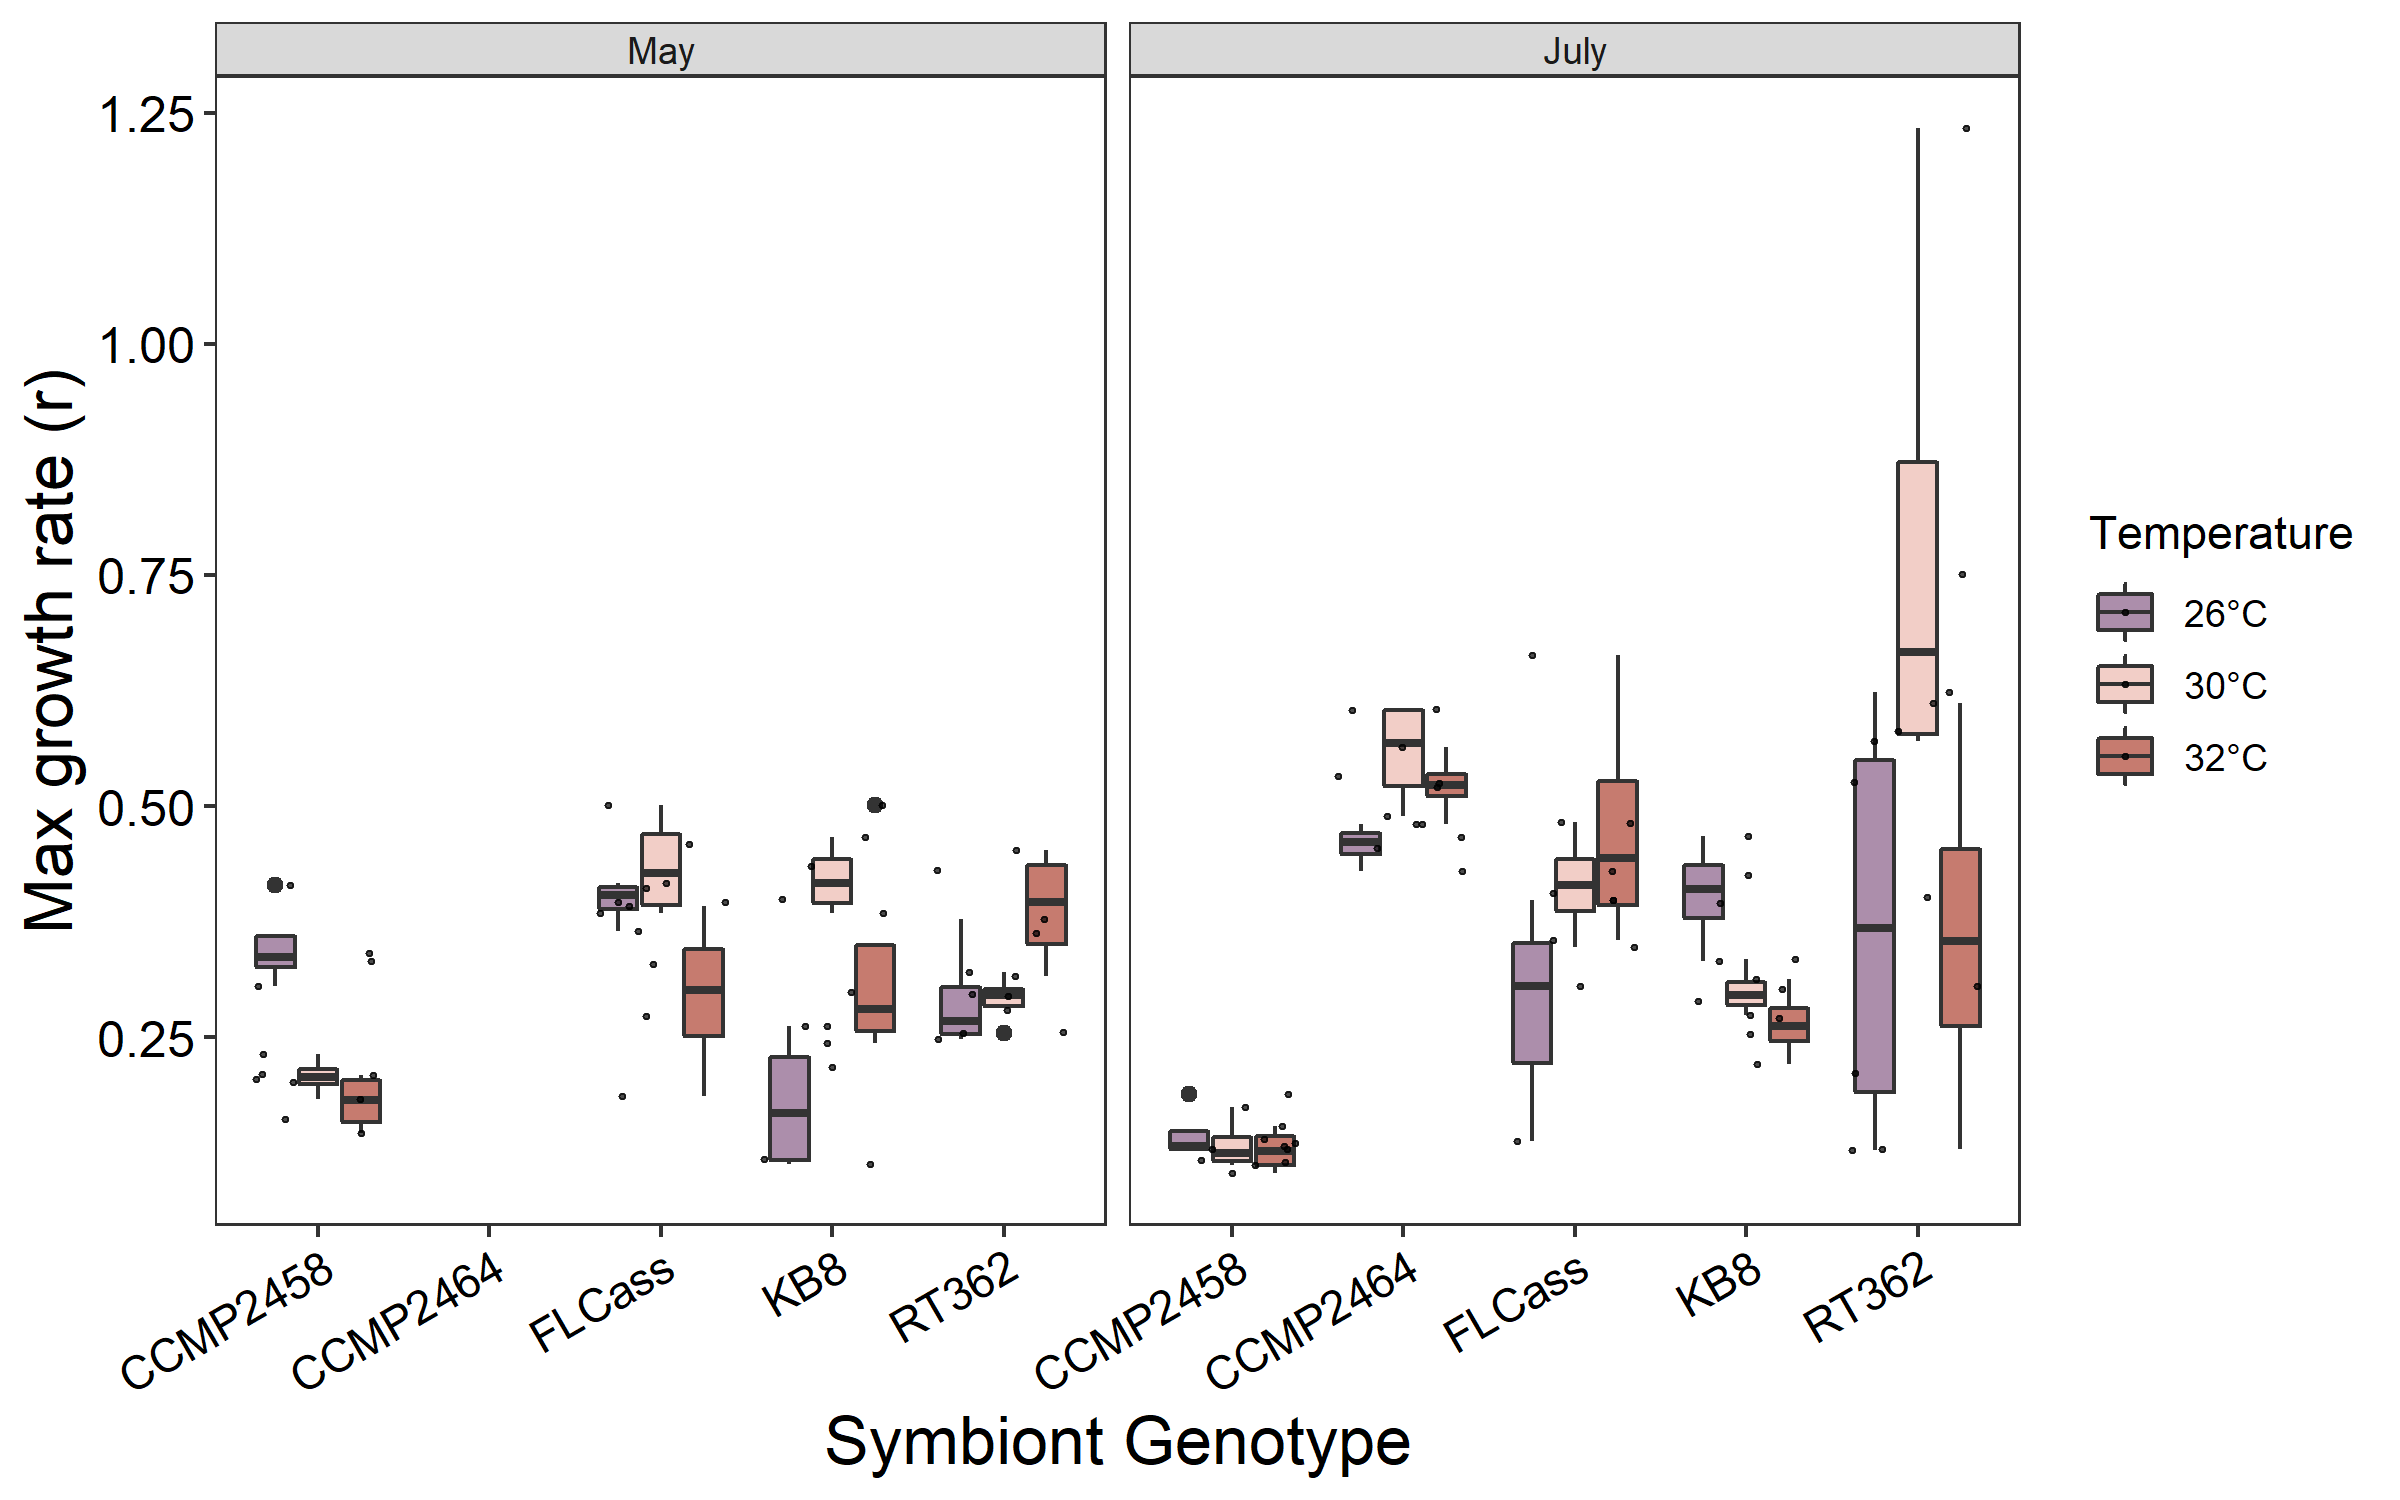 May
July
1.25
1.00
0.75
0.50
0.25
Max growth rate (r)
CCMP2458
CCMP2464
FLCass
KB8
RT362
CCMP2458
CCMP2464
FLCass
KB8
RT362
Symbiont Genotype
Temperature
26°C
30°C
32°C